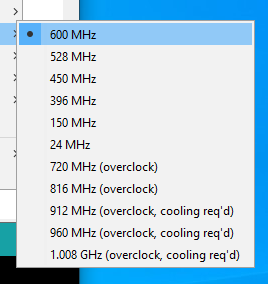 600 MHz
528 MHz
450 MHz
396 MHz
150 MHz
24 MHz
720 MHz (overclock)
816 MHz (overclock)
912 MHz (overclock, cooling req'd)
960 MHz (overclock, cooling req'd)
1.008 GHz (overclock, cooling req'd)